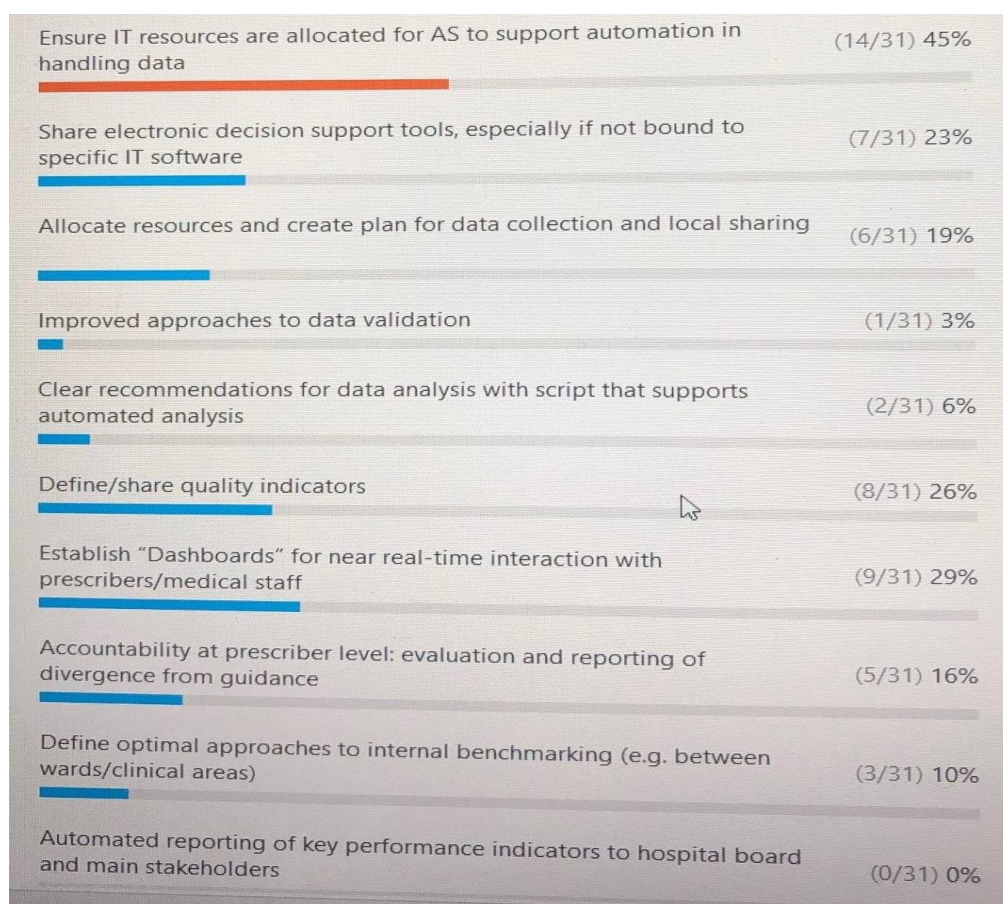 Ensure IT resources are allocated for AS to support automation in
handling data
(14/31) 45%
Share electronic decision support tools, especially if not bound to
specific IT software
(7/31) 23%
Allocate resources and create plan for data collection and local sharing
(6/31) 19%
Improved approaches to data validation
(1/31) 3%
Clear recommendations for data analysis with script that supports
automated analysis
(2/31) 6%
Define/share quality indicators
(8/31) 26%
Establish “Dashboards” for near real-time interaction with
prescribers/medical staff
(9/31) 29%
Accountability at prescriber level: evaluation and reporting of
divergence from guidance
(5/31) 16%
Define optimal approaches to internal benchmarking (e.g. between
wards/clinical areas)
(3/31) 10%
Automated reporting of key performance indicators to hospital board
and main stakeholders
(0/31) 0%